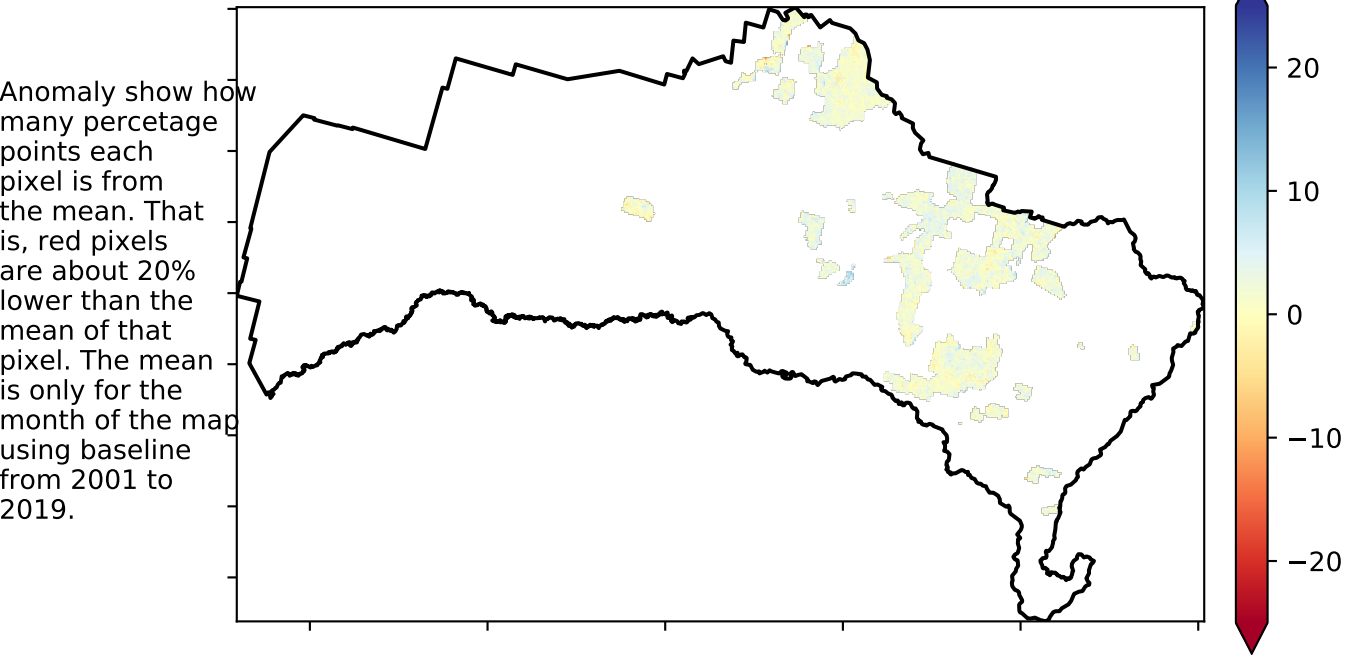 Anomaly show how
many percetage
points each
pixel is from
the mean. That
is, red pixels
are about 20%
lower than the
mean of that
pixel. The mean
is only for the
month of the map
using baseline
from 2001 to
2019.
20
10
0
−10
−20